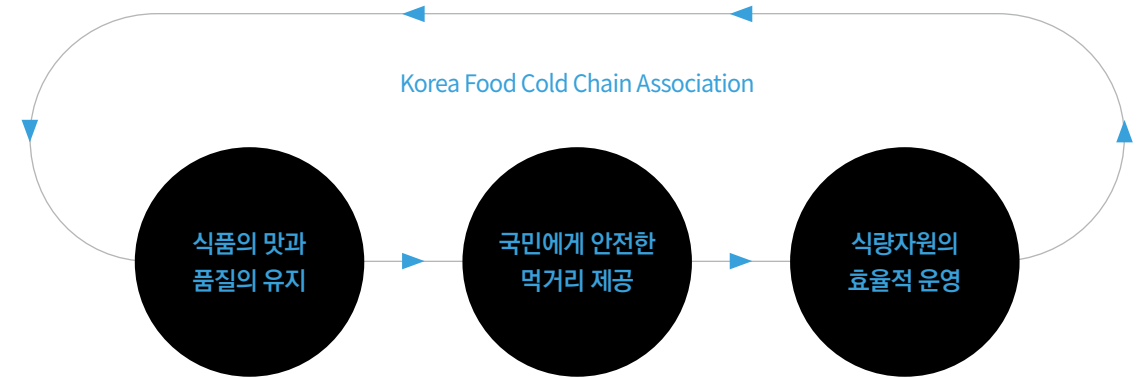 Korea Food Cold Chain Association
식품의 맛과
품질의 유지
국민에게 안전한
먹거리 제공
식량자원의
효율적 운영